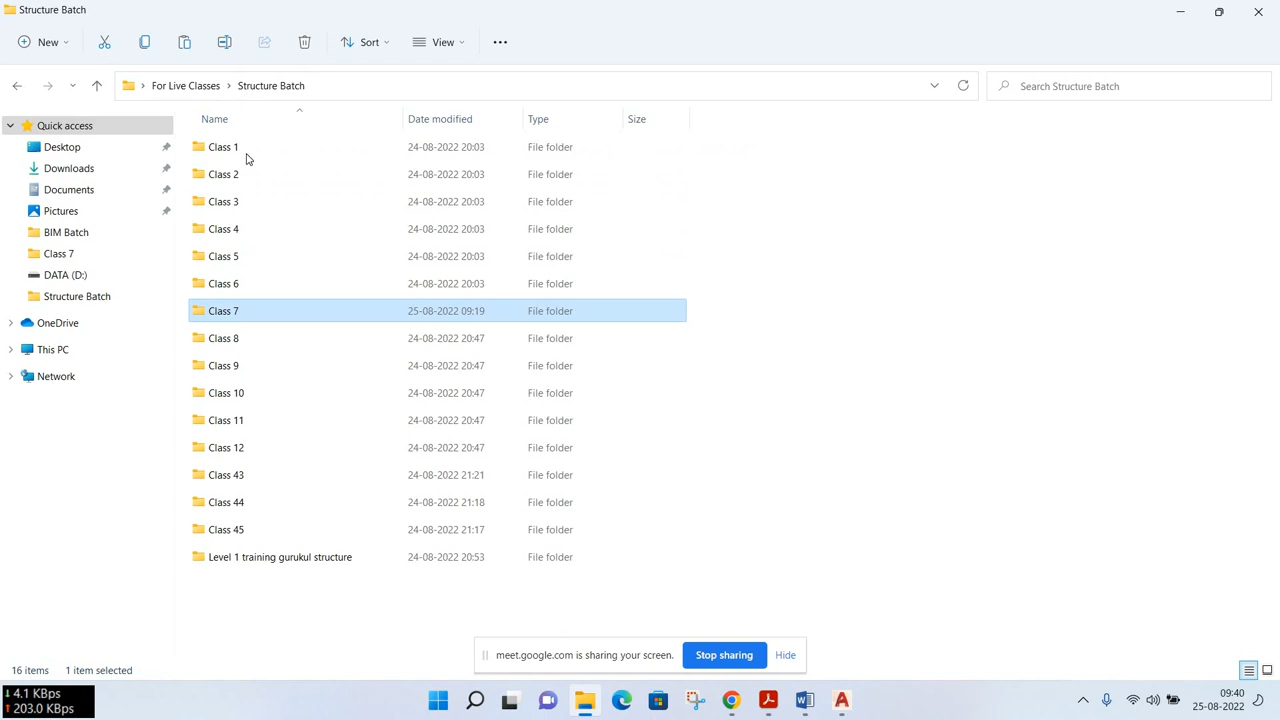 Structure Batch
New
Sort
View
For Live Classes
Structure Batch
Search Structure Batch
Name
Date modified
Type
Size
Quick access
Desktop
Downloads
Documents
Pictures
BIM Batch
Class 7
DATA (D:)
Structure Batch
OneDrive
This PC
Network
Class 1 24-08-2022 20:03 File folder
Class 2 24-08-2022 20:03 File folder
Class 3 24-08-2022 20:03 File folder
Class 4 24-08-2022 20:03 File folder
Class 5 24-08-2022 20:03 File folder
Class 6 24-08-2022 20:03 File folder
Class 7 25-08-2022 09:19 File folder
Class 8 24-08-2022 20:47 File folder
Class 9 24-08-2022 20:47 File folder
Class 10 24-08-2022 20:47 File folder
Class 11 24-08-2022 20:47 File folder
Class 12 24-08-2022 20:47 File folder
Class 43 24-08-2022 21:21 File folder
Class 44 24-08-2022 21:18 File folder
Class 45 24-08-2022 21:17 File folder
Level 1 training gurukul structure 24-08-2022 20:53 File folder
meet.google.com is sharing your screen.
Stop sharing
Hide
16 items
1 item selected
4.1 KBps
203.0 KBps
09:40
25-08-2022